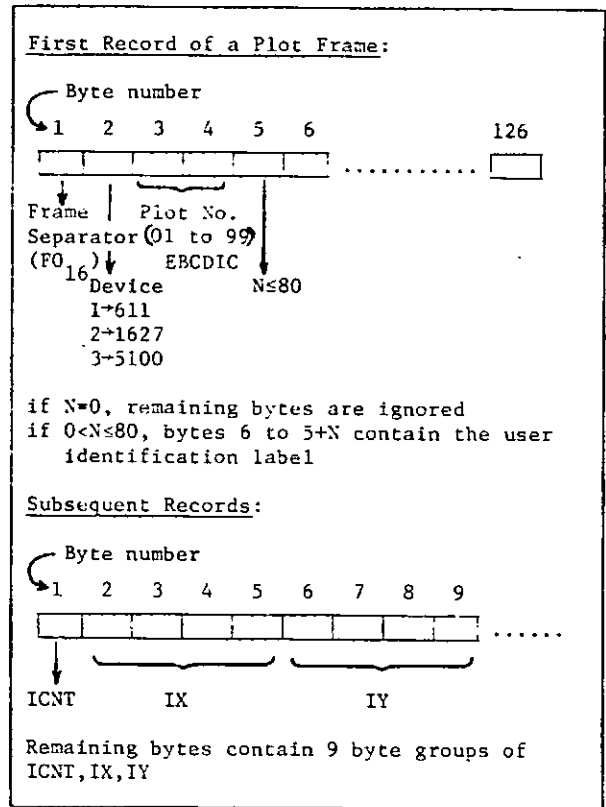 First Record of a Plot Frame:
Byte number
1 2 3 4 5 6 126
Frame Plot No.
Separator (01 to 99)
(F0₁₆) EBCDIC
Device N≤80
1→611
2→1627
3→5100
if N=0, remaining bytes are ignored
if 0<N≤80, bytes 6 to 5+N contain the user
identification label
Subsequent Records:
Byte number
1 2 3 4 5 6 7 8 9
ICNT IX IY
Remaining bytes contain 9 byte groups of
ICNT,IX,IY